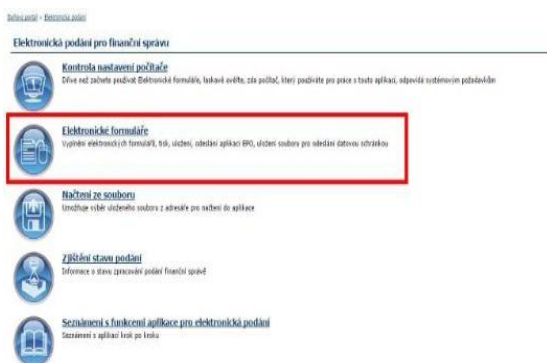 Daňový portál > Elektronická podání
Elektronická podání pro finanční správu
Kontrola nastavení počítače
Dříve než začnete používat Elektronické formuláře, laskavě ověřte, zda počítač, který používáte pro práce s touto aplikací, odpovídá systémovým požadavkům
Elektronické formuláře
Vyplnění elektronických formulářů, tisk, uložení, odeslání aplikací EPO, uložení souboru pro odeslání datovou schránkou
Načtení ze souboru
Umožňuje výběr uloženého souboru z adresáře pro načtení do aplikace
Zjištění stavu podání
Informace o stavu zpracování podání finanční správě
Seznámení s funkcemi aplikace pro elektronická podání
Seznámení s aplikací krok po kroku